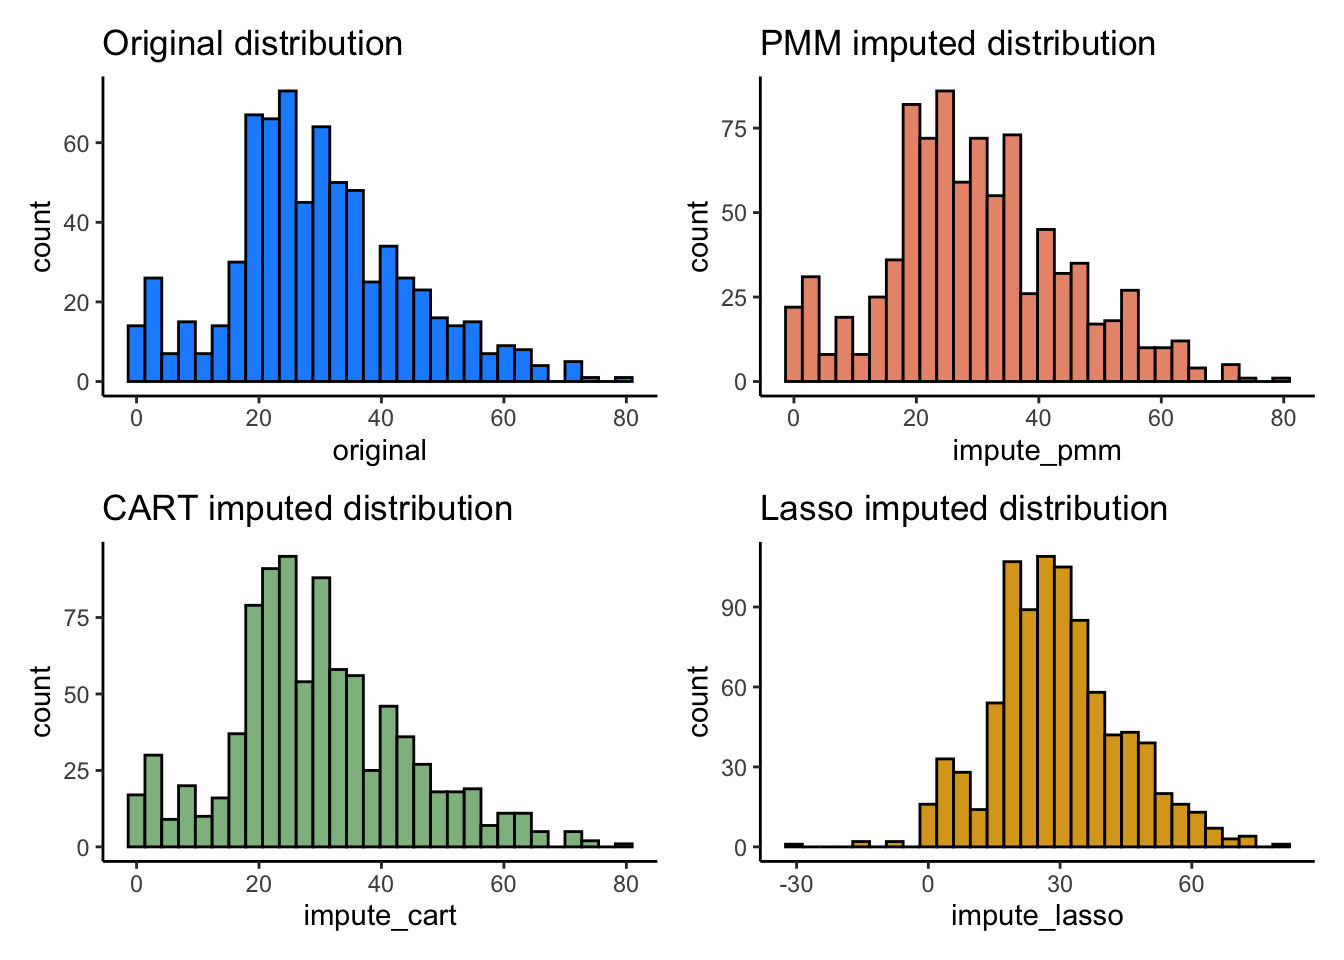 Original distribution
count
60
40
20
0
0 20 40 60 80
original
PMM imputed distribution
count
75
50
25
0
0 20 40 60 80
impute_pmm
CART imputed distribution
count
75
50
25
0
0 20 40 60 80
impute_cart
Lasso imputed distribution
count
90
60
30
0
-30 0 30 60
impute_lasso